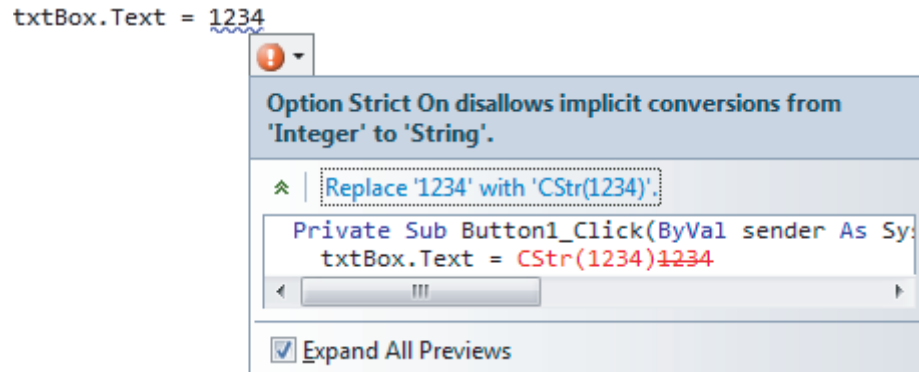 txtBox.Text = 1234
Option Strict On disallows implicit conversions from
'Integer' to 'String'.
Replace '1234' with 'CStr(1234)'.
Private Sub Button1_Click(ByVal sender As Sy
txtBox.Text = CStr(1234)1234
Expand All Previews